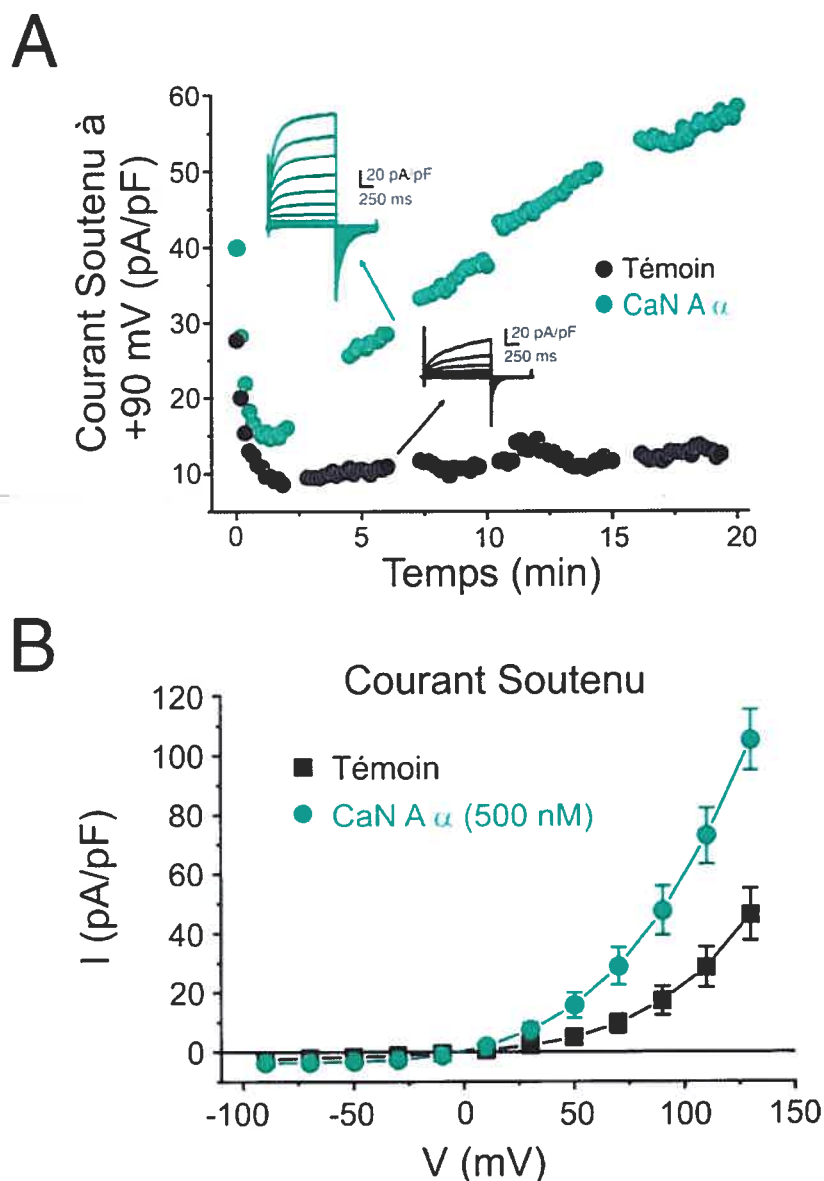 A
Courant Soutenu à
+90 mV (pA/pF)
60
50
40
30
20
10
20 pA/pF
250 ms
Témoin
CaN A α
20 pA/pF
250 ms
0
5
10
15
20
Temps (min)
B
Courant Soutenu
I (pA/pF)
120
100
80
60
40
20
0
Témoin
CaN A α (500 nM)
-100
-50
0
50
100
150
V (mV)